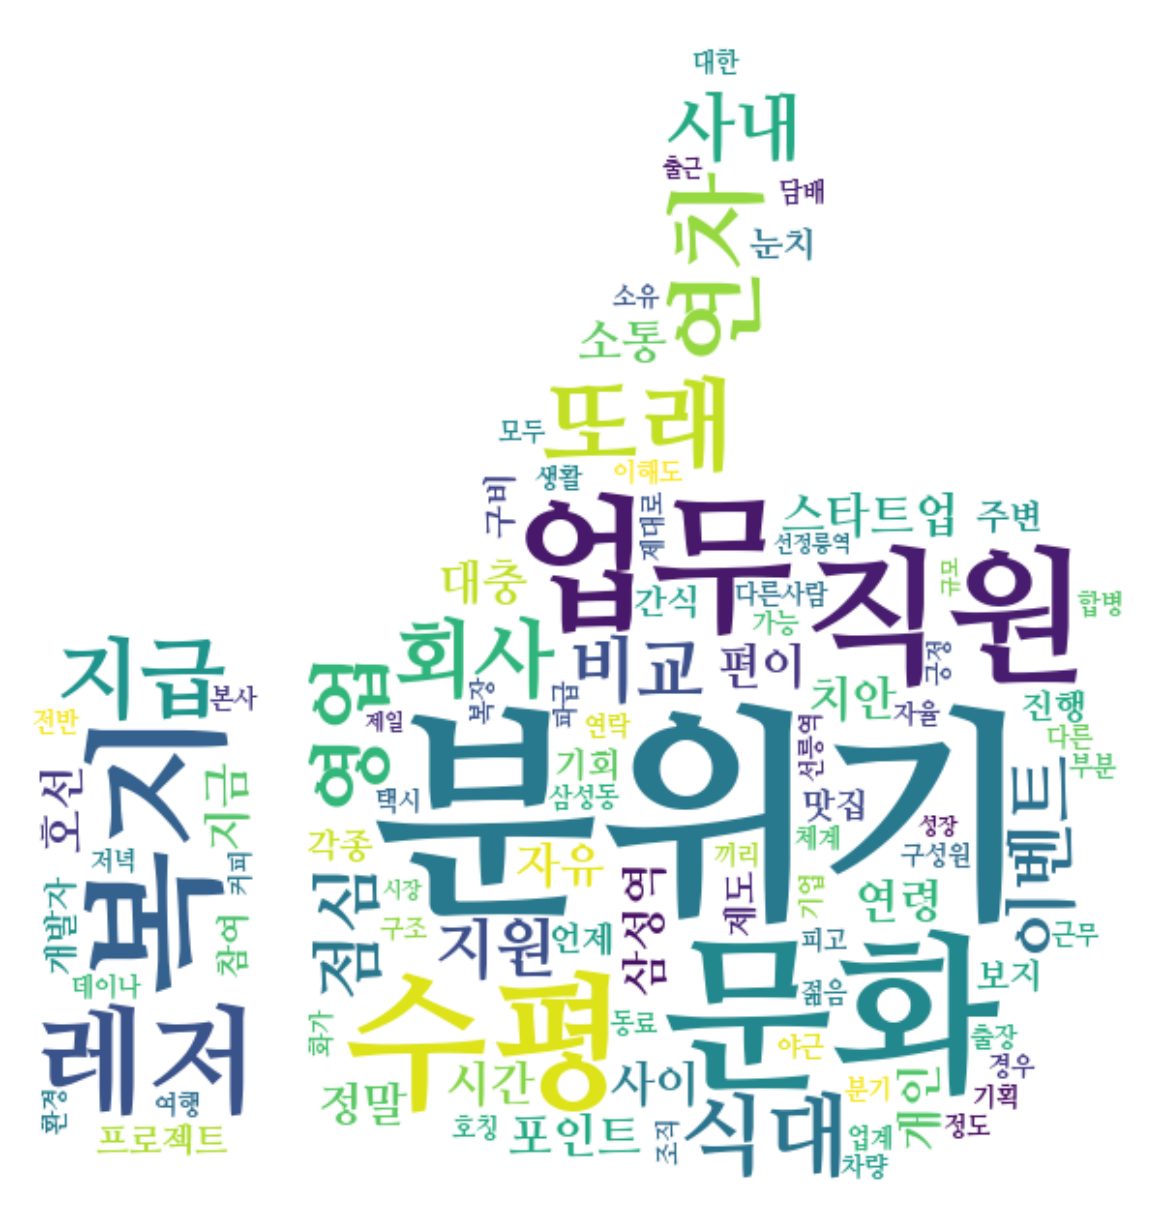 대한
사내
출근
담배
연차
눈치
소유
소통
또래
모두
생활
이해도
구비
업무
제대로
스타트업
주변
선정릉역
직원
대충
간식
다른사람
규모
합병
가능
지급
본사
전반
회사
비교
편이
긍정
영업
복장
파급
치안
자율
진행
제일
연락
선릉역
다른
부분
복지
호선
지금
분위기
기회
택시
삼성동
맛집
이벤트
성장
체계
구성원
저녁
커피
각종
자유
끼리
개발자
참여
점심
시장
삼성역
제도
기업
연령
구조
지원
언제
피고
근무
데이나
수평
문화
젊음
보지
레저
화가
동료
야근
출장
환경
여행
정말
시간
사이
식대
분기
개인
경우
기획
프로젝트
호칭
포인트
조직
업계
정도
차량